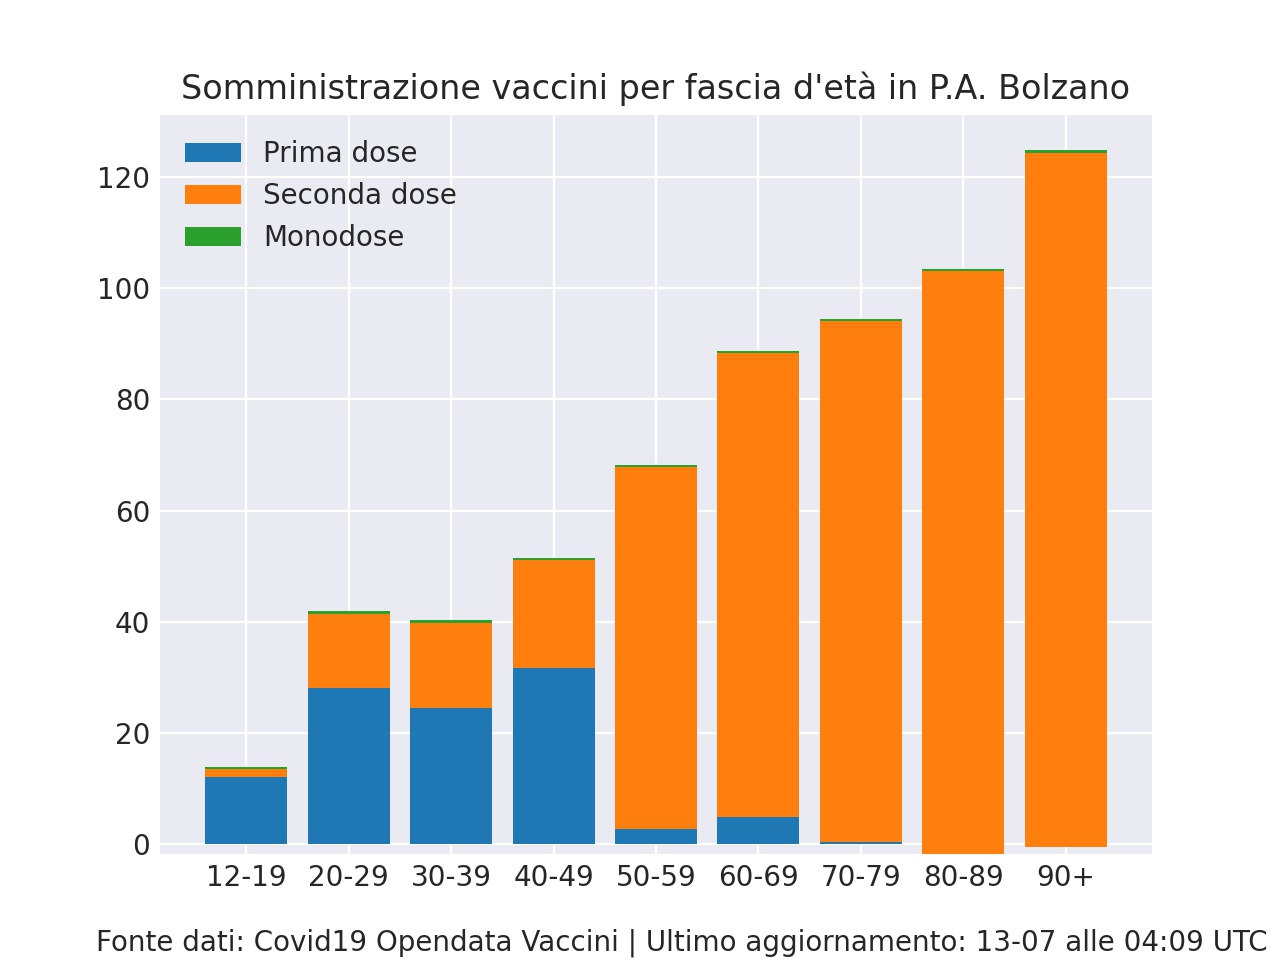 Somministrazione vaccini per fascia d'età in P.A. Bolzano
Prima dose
Seconda dose
Monodose
120
100
80
60
40
20
0
12-19 20-29 30-39 40-49 50-59 60-69 70-79 80-89 90+
Fonte dati: Covid19 Opendata Vaccini | Ultimo aggiornamento: 13-07 alle 04:09 UTC